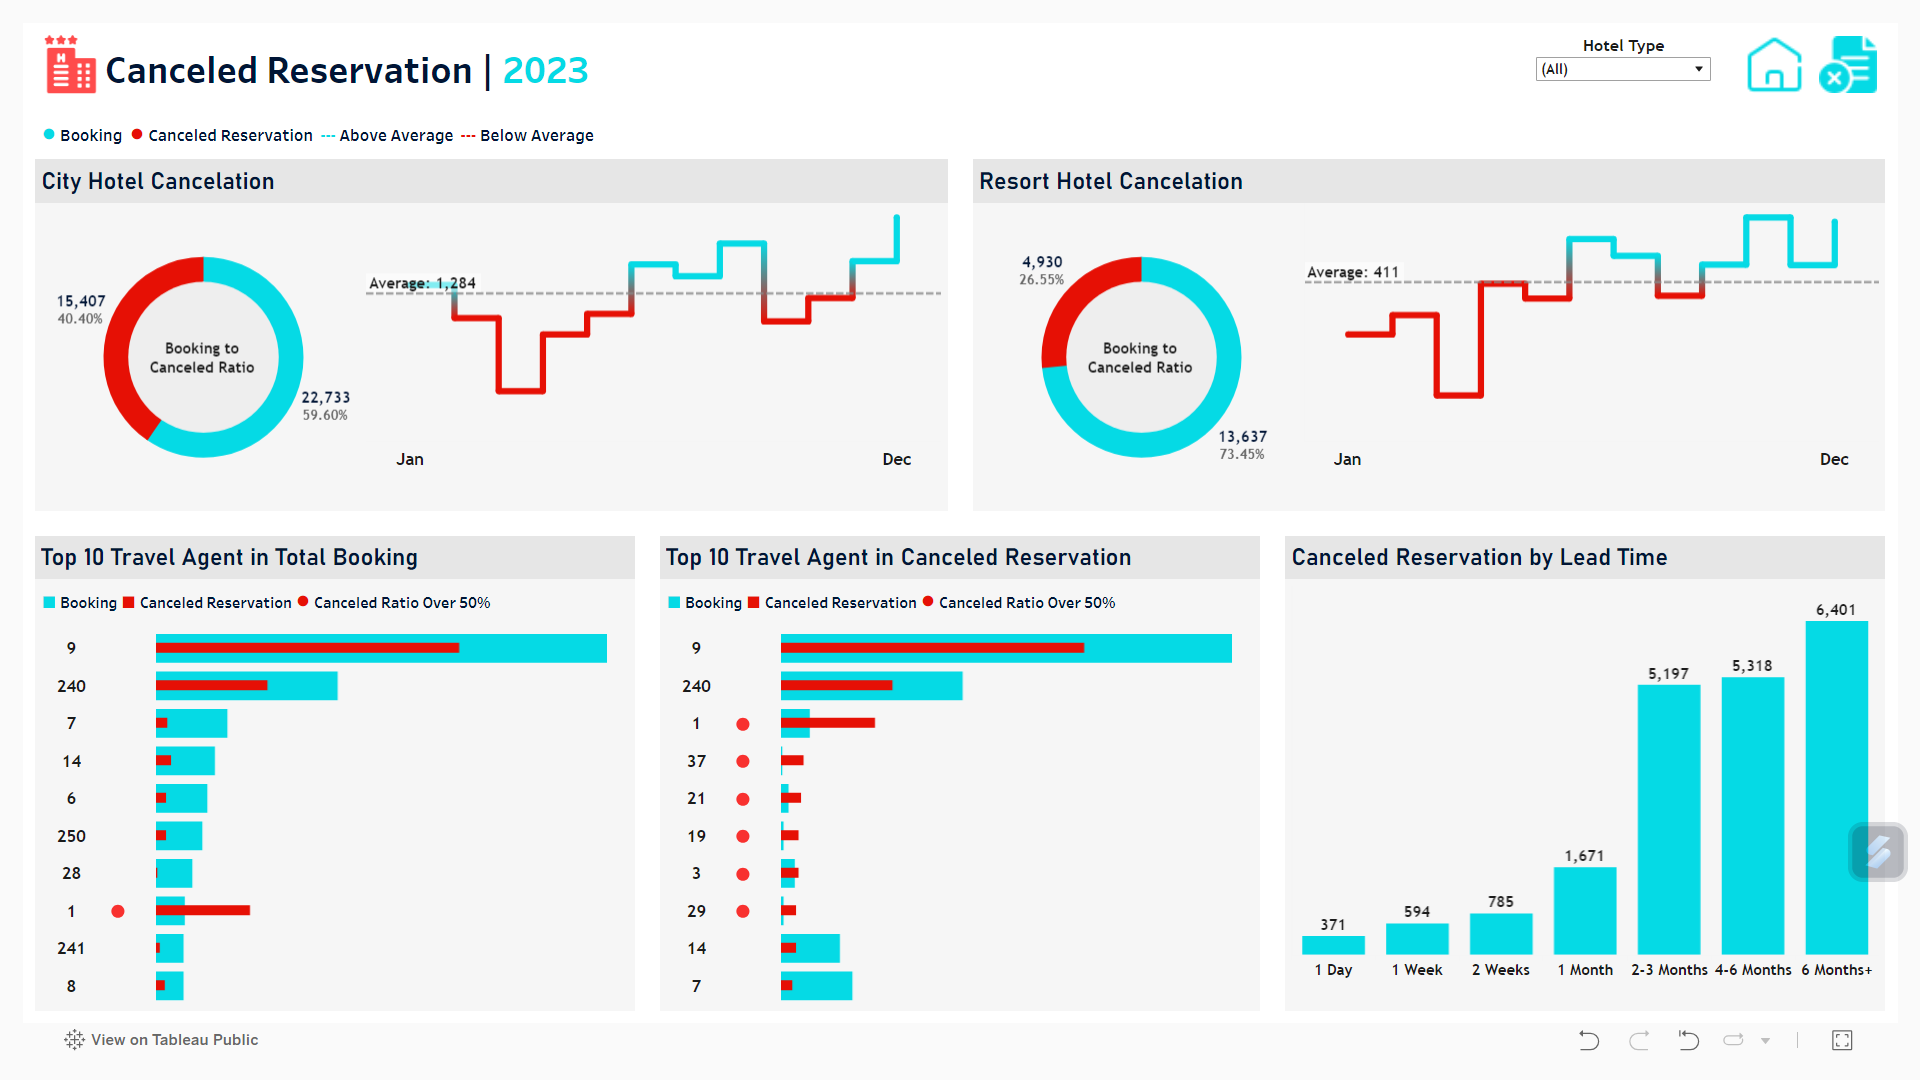 H
Canceled Reservation | 2023
Hotel Type
(All)
Booking Canceled Reservation --- Above Average --- Below Average
City Hotel Cancelation
15,407
40.40%
Booking to
Canceled Ratio
22,733
59.60%
Average: 1,284
Jan Dec
Resort Hotel Cancelation
4,930
26.55%
Booking to
Canceled Ratio
13,637
73.45%
Average: 411
Jan Dec
Top 10 Travel Agent in Total Booking
Booking Canceled Reservation Canceled Ratio Over 50%
9
240
7
14
6
250
28
1
241
8
Top 10 Travel Agent in Canceled Reservation
Booking Canceled Reservation Canceled Ratio Over 50%
9
240
1
37
21
19
3
29
14
7
Canceled Reservation by Lead Time
371 594 785 1,671 5,197 5,318 6,401
1 Day 1 Week 2 Weeks 1 Month 2-3 Months 4-6 Months 6 Months+
View on Tableau Public